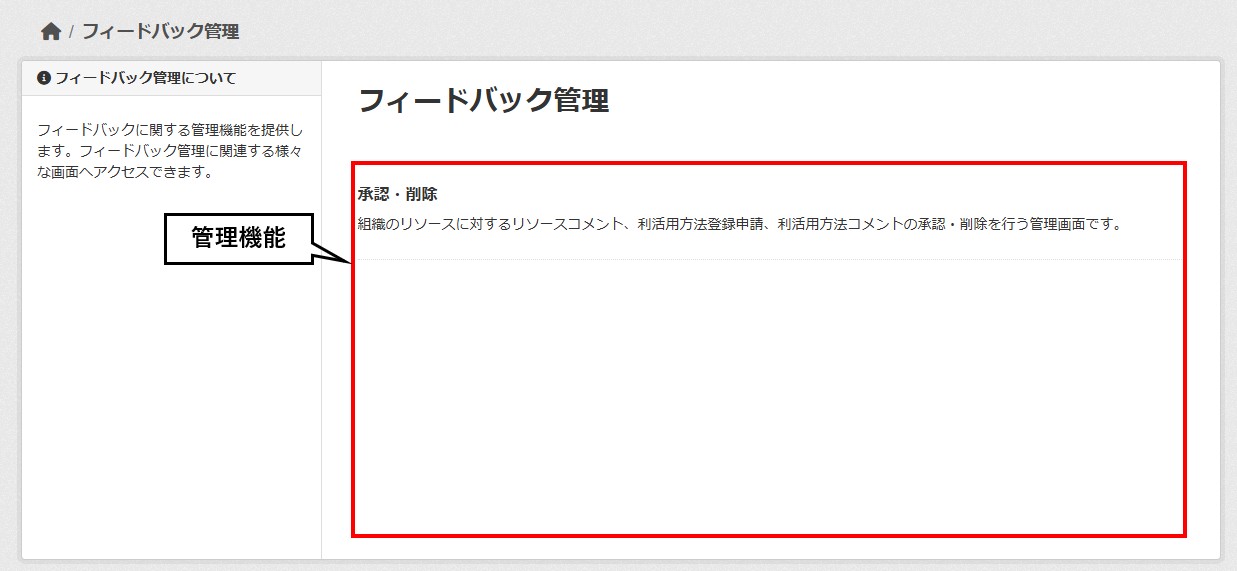 / フィードバック管理
フィードバック管理について
フィードバック管理
フィードバックに関する管理機能を提供し
ます。フィードバック管理に関連する様々
な画面へアクセスできます。
承認・削除
組織のリソースに対するリソースコメント、利活用方法登録申請、利活用方法コメントの承認・削除を行う管理画面です。
管理機能